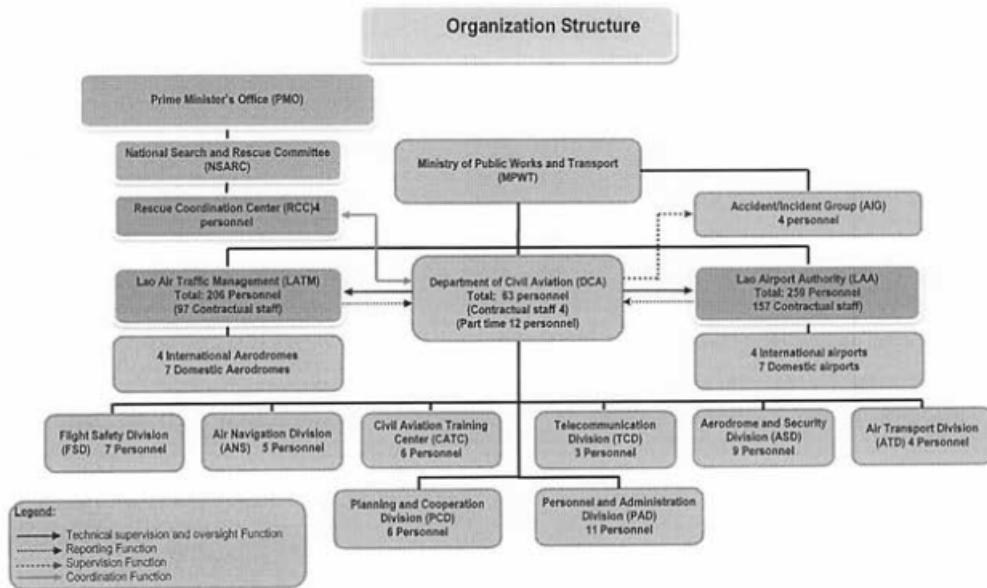 Organization Structure
Prime Minister's Office (PMO)
National Search and Rescue Committee
(NSARC)
Ministry of Public Works and Transport
(MPWT)
Rescue Coordination Center (RCC)4
personnel
Accident/Incident Group (AIG)
4 personnel
Lao Air Traffic Management (LATM)
Total: 206 Personnel
(97 Contractual staff)
Department of Civil Aviation (DCA)
Total: 63 personnel
(Contractual staff 4)
(Part time 12 personnel)
Lao Airport Authority (LAA)
Total: 259 Personnel
157 Contractual staff)
4 International Aerodromes
7 Domestic Aerodromes
4 International airports
7 Domestic airports
Flight Safety Division
(FSD) 7 Personnel
Air Navigation Division
(ANS) 5 Personnel
Civil Aviation Training
Center (CATC)
6 Personnel
Telecommunication
Division (TCD)
3 Personnel
Aerodrome and Security
Division (ASD)
9 Personnel
Air Transport Division
(ATD) 4 Personnel
Planning and Cooperation
Division (PCD)
6 Personnel
Personnel and Administration
Division (PAD)
11 Personnel
Legend:
Technical supervision and oversight Function
Reporting Function
Supervision Function
Coordination Function